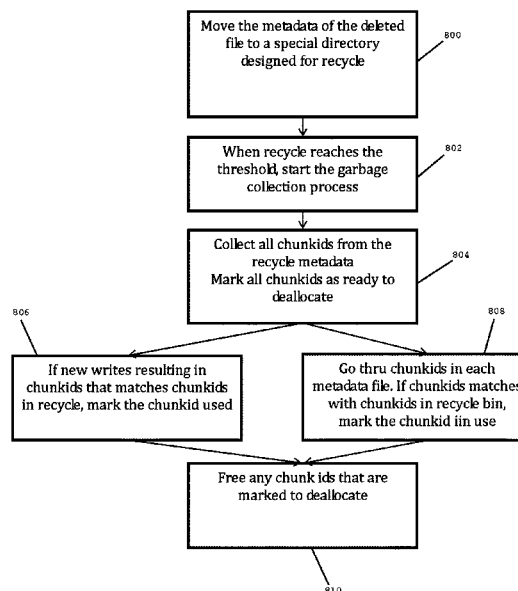 Move the metadata of the deleted
file to a special directory
designed for recycle
800
When recycle reaches the
threshold, start the garbage
collection process
802
Collect all chunkids from the
recycle metadata
Mark all chunkids as ready to
deallocate
804
806
If new writes resulting in
chunkids that matches chunkids
in recycle, mark the chunkid used
808
Go thru chunkids in each
metadata file. If chunkids matches
with chunkids in recycle bin,
mark the chunkid iin use
Free any chunk ids that are
marked to deallocate
810